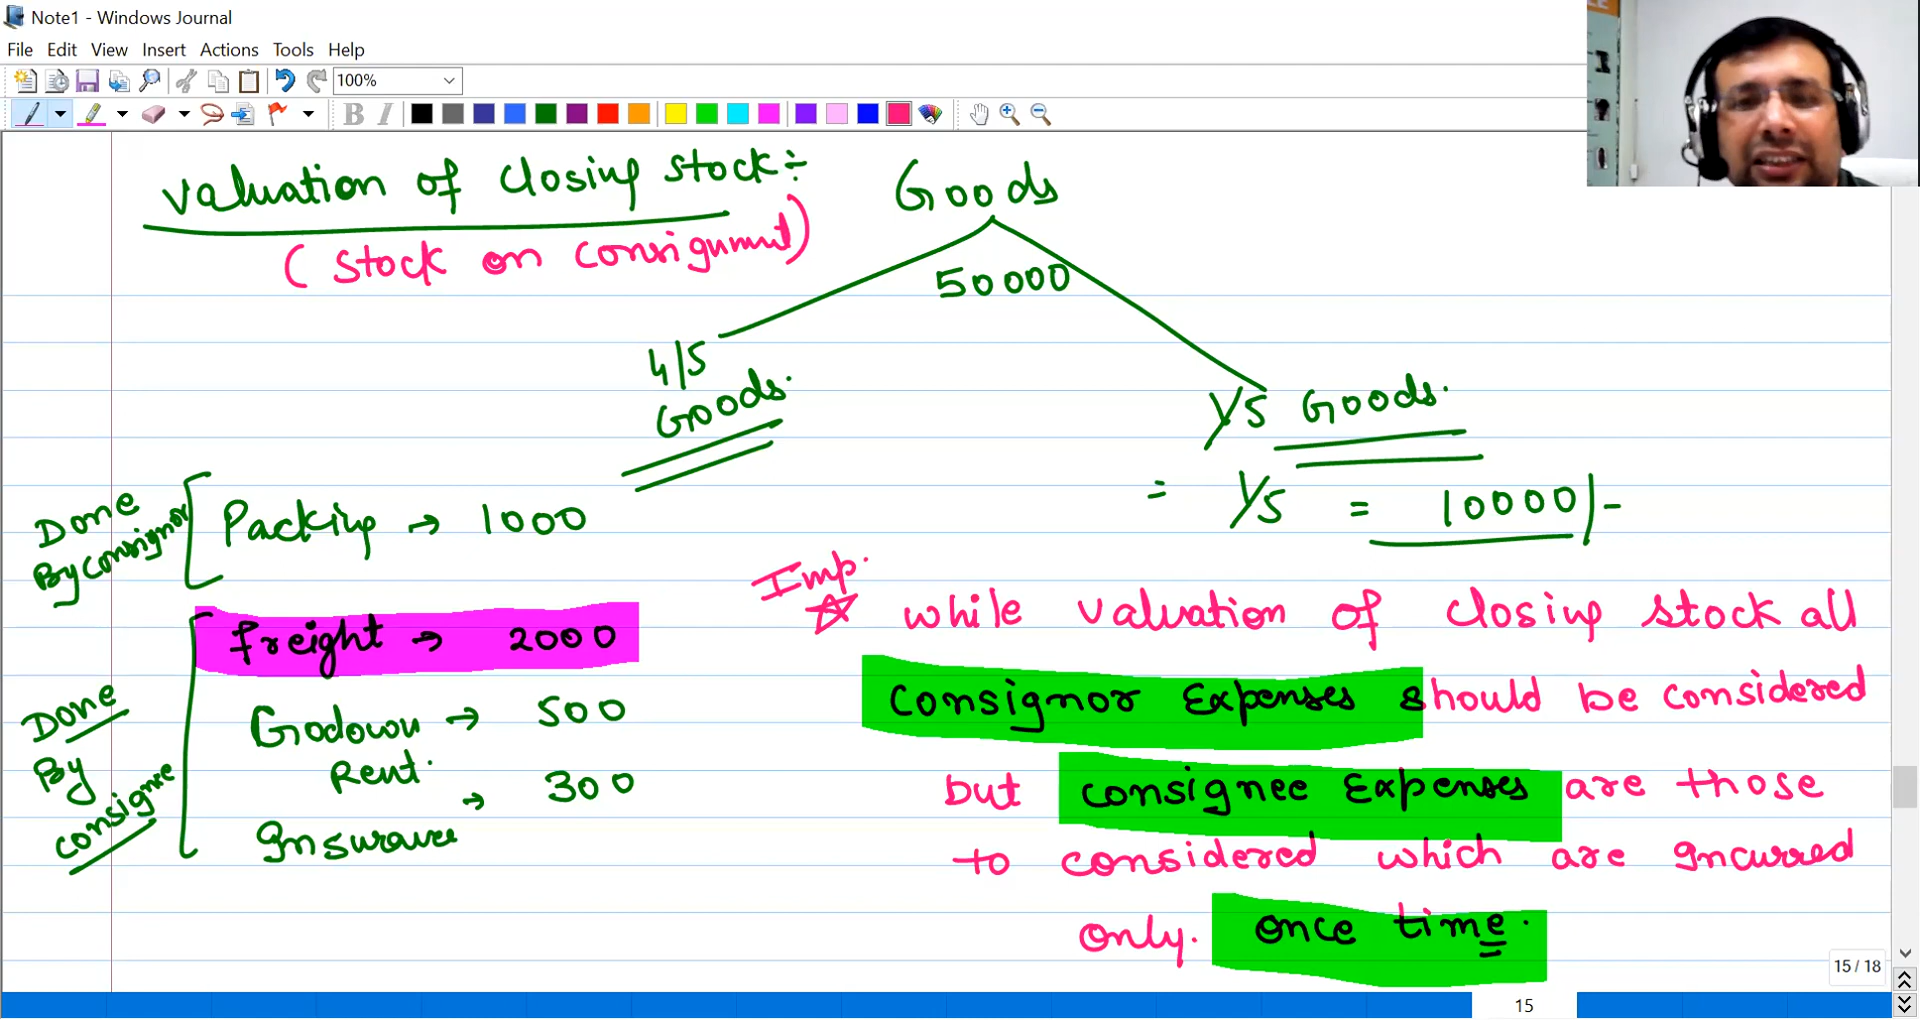 Note1 - Windows Journal
File Edit View Insert Actions Tools Help
100%
B I
Valuation of closing stock÷
(stock on consignment)
Goods
50000
4/5
Goods.
1/5 Goods.
= 1/5 = 10000/-
Done
By consignor
Packing → 1000
Freight → 2000
Done
By
consignee
Godown → 500
Rent.
Insurance → 300
Imp.
☆ while valuation of closing stock all
Consignor Expenses should be considered
but consignee Expenses are those
to considered which are incurred
only. once time.
15 / 18
15